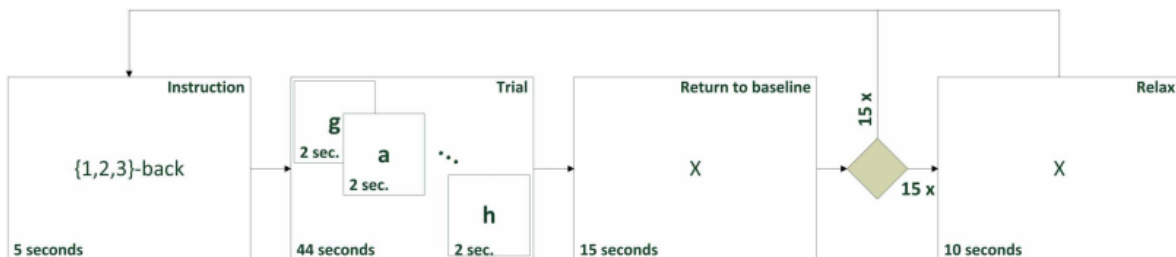 Instruction
{1,2,3}-back
5 seconds
Trial
g
2 sec.
a
2 sec.
h
2 sec.
44 seconds
Return to baseline
X
15 seconds
15 x
15 x
Relax
X
10 seconds